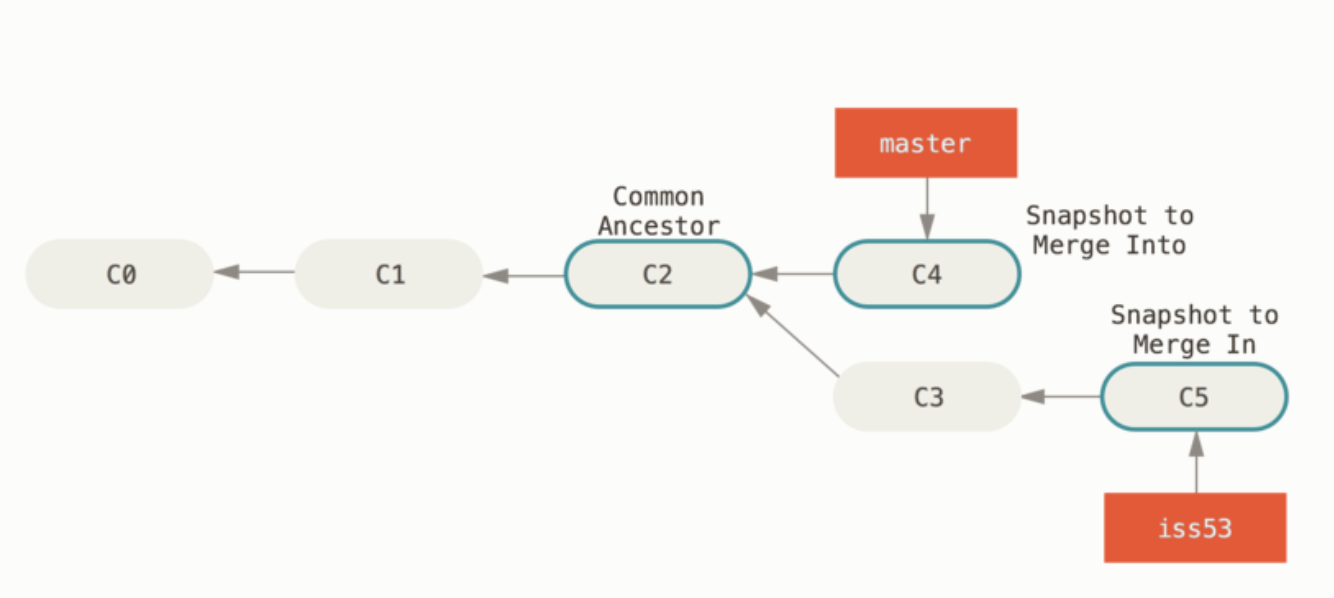 master
Common
Ancestor
Snapshot to
Merge Into
C0
C1
C2
C4
Snapshot to
Merge In
C3
C5
iss53